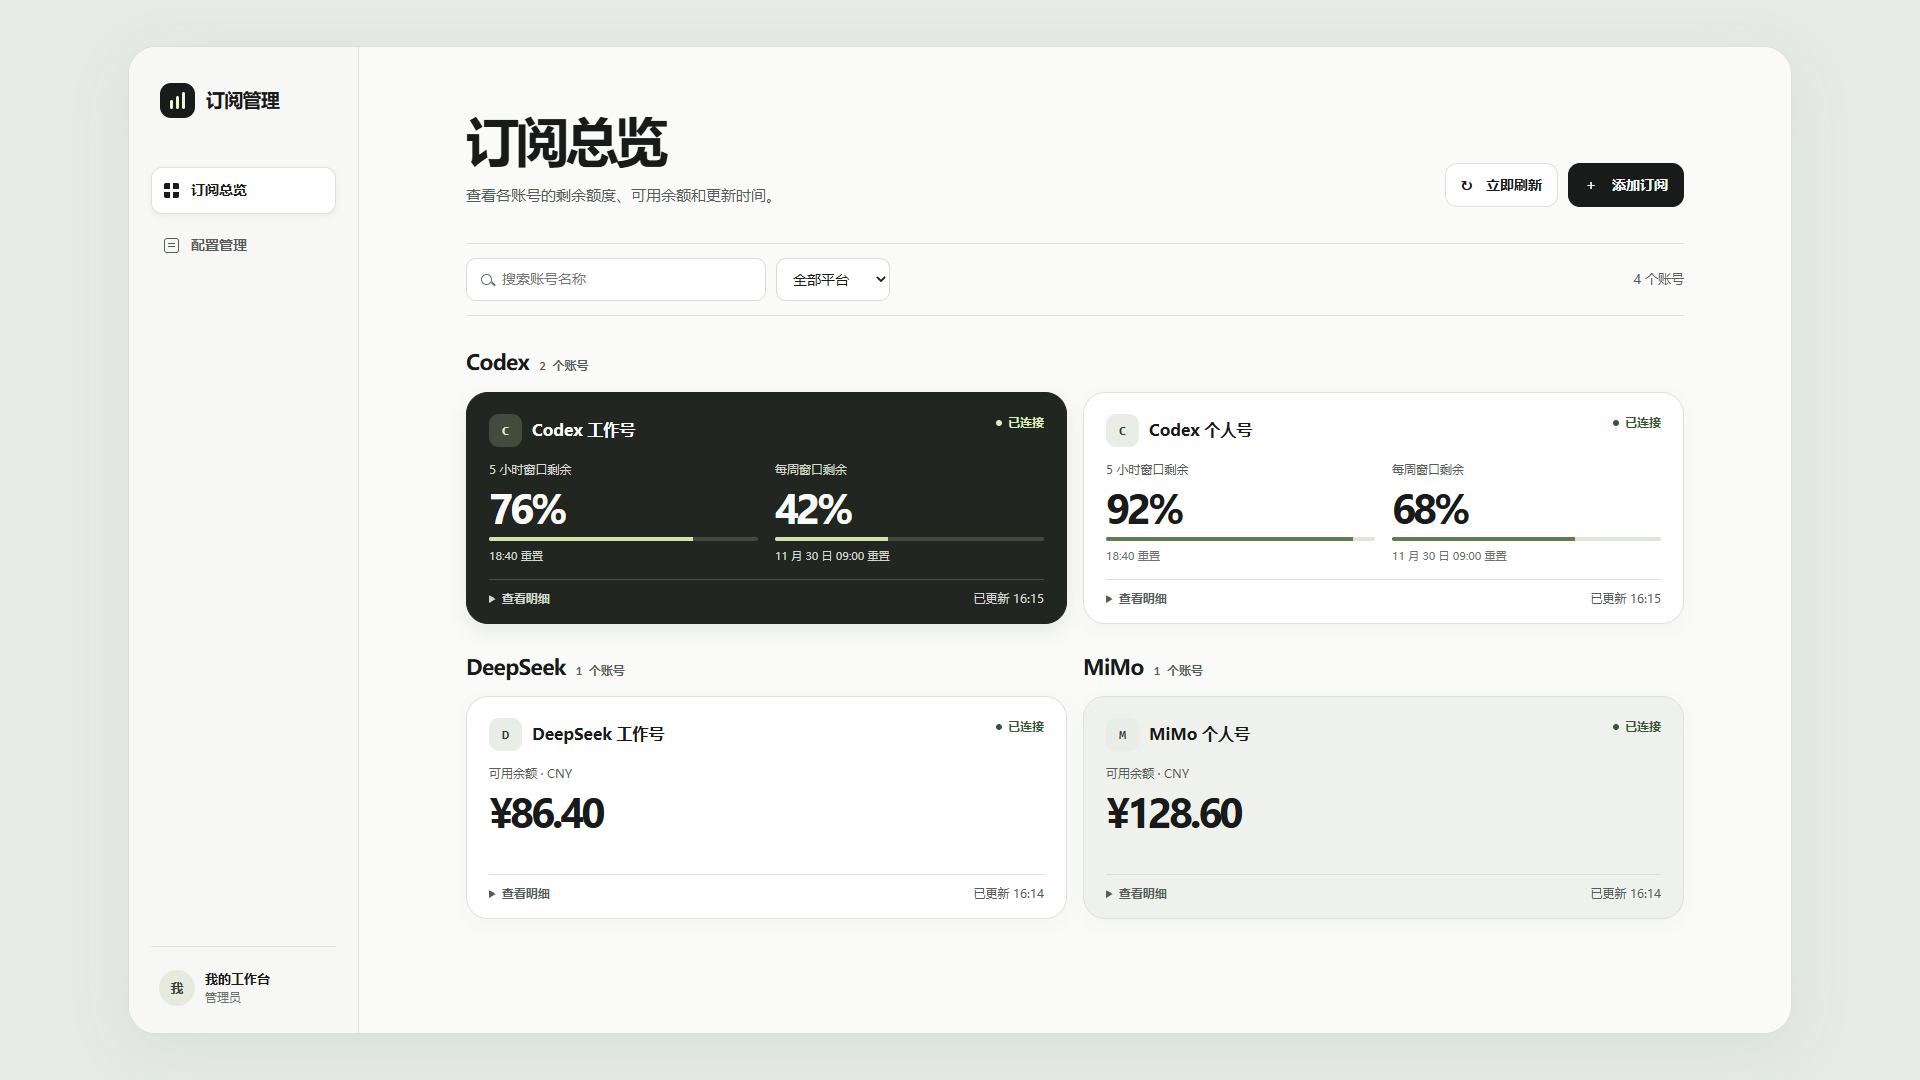 订阅管理
订阅总览
配置管理
我
我的工作台
管理员
订阅总览
查看各账号的剩余额度、可用余额和更新时间。
↻ 立即刷新
+ 添加订阅
搜索账号名称
全部平台
4 个账号
Codex 2 个账号
C Codex 工作号 已连接
5 小时窗口剩余 每周窗口剩余
76% 42%
18:40 重置 11 月 30 日 09:00 重置
查看明细 已更新 16:15
C Codex 个人号 已连接
5 小时窗口剩余 每周窗口剩余
92% 68%
18:40 重置 11 月 30 日 09:00 重置
查看明细 已更新 16:15
DeepSeek 1 个账号
D DeepSeek 工作号 已连接
可用余额 · CNY
¥86.40
查看明细 已更新 16:14
MiMo 1 个账号
M MiMo 个人号 已连接
可用余额 · CNY
¥128.60
查看明细 已更新 16:14